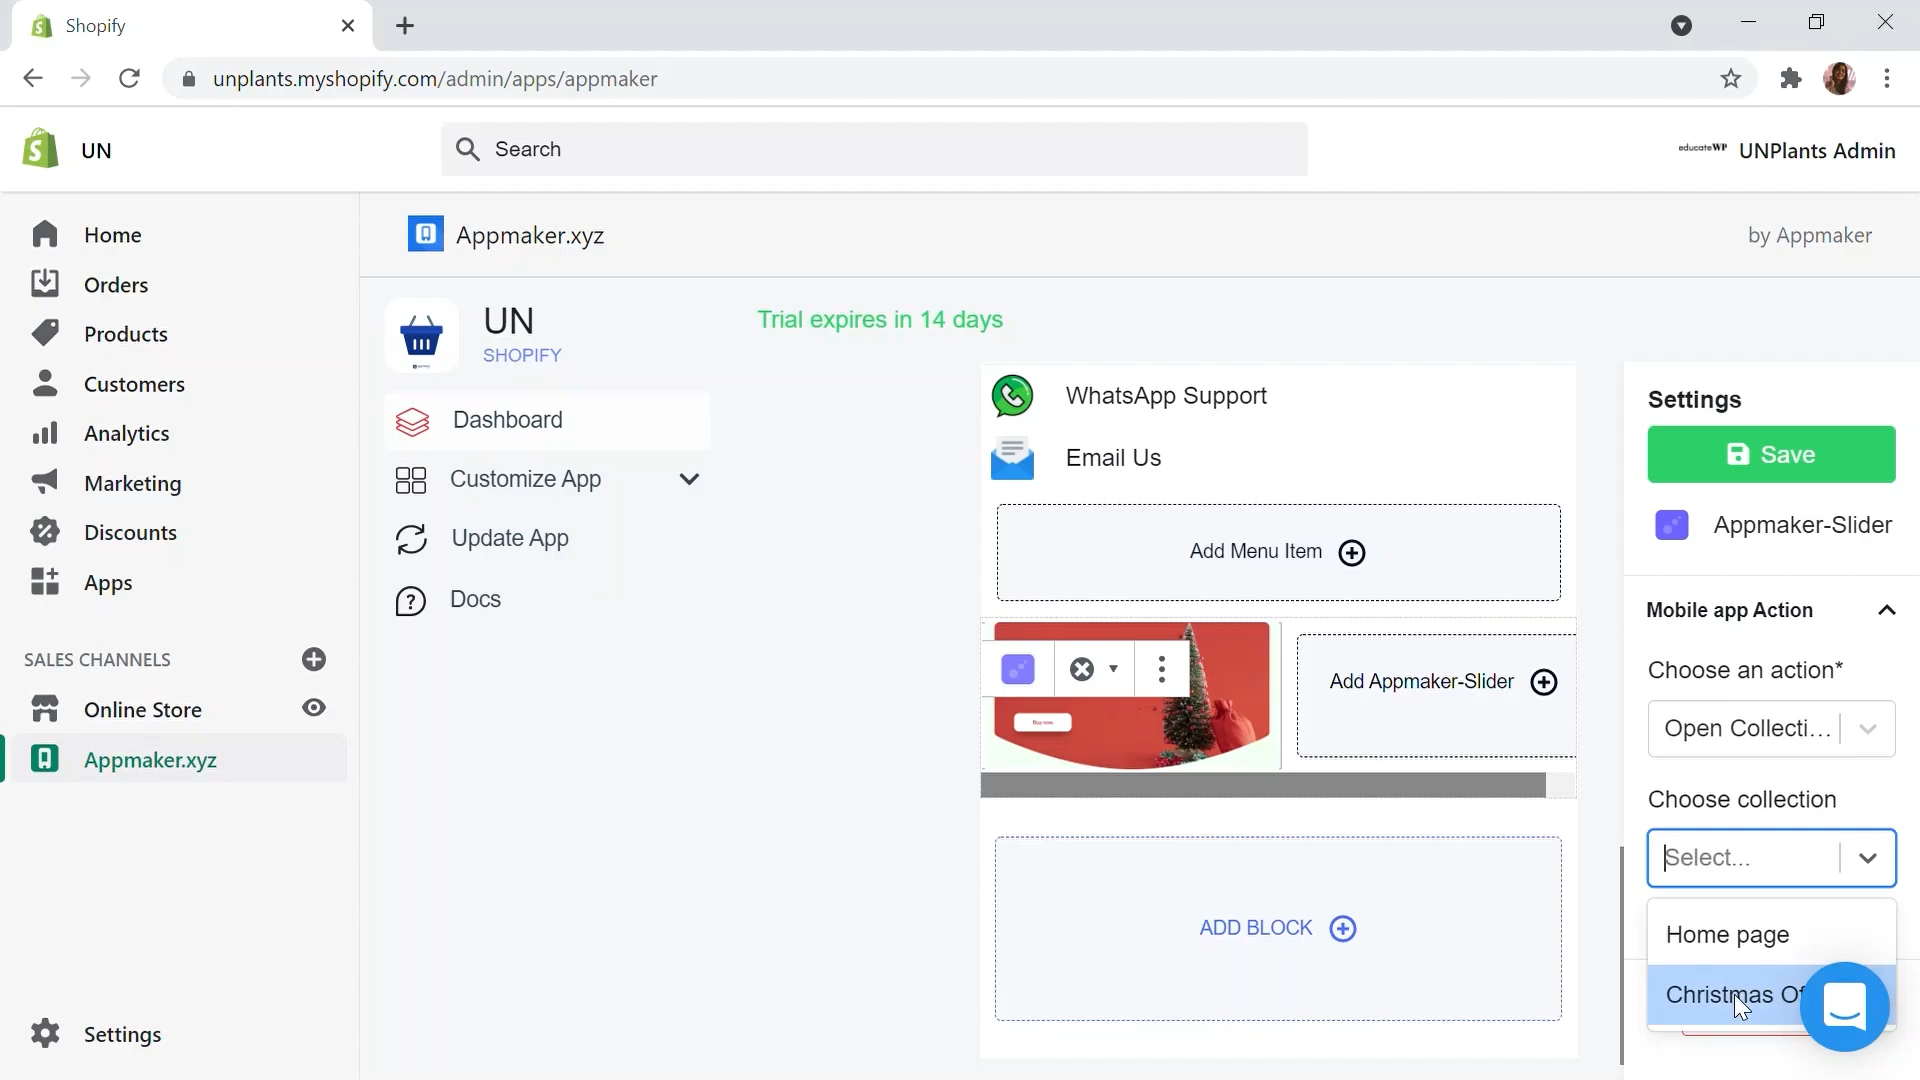 Shopify
unplants.myshopify.com/admin/apps/appmaker
UN
Search
educateWP
UNPlants Admin
Home
Orders
Products
Customers
Analytics
Marketing
Discounts
Apps
SALES CHANNELS
Online Store
Appmaker.xyz
Settings
Appmaker.xyz
by Appmaker
UN
SHOPIFY
Trial expires in 14 days
Dashboard
Customize App
Update App
Docs
WhatsApp Support
Email Us
Add Menu Item
Buy now
Add Appmaker-Slider
ADD BLOCK
Settings
Save
Appmaker-Slider
Mobile app Action
Choose an action*
Open Collecti...
Choose collection
Select...
Home page
Christmas Of